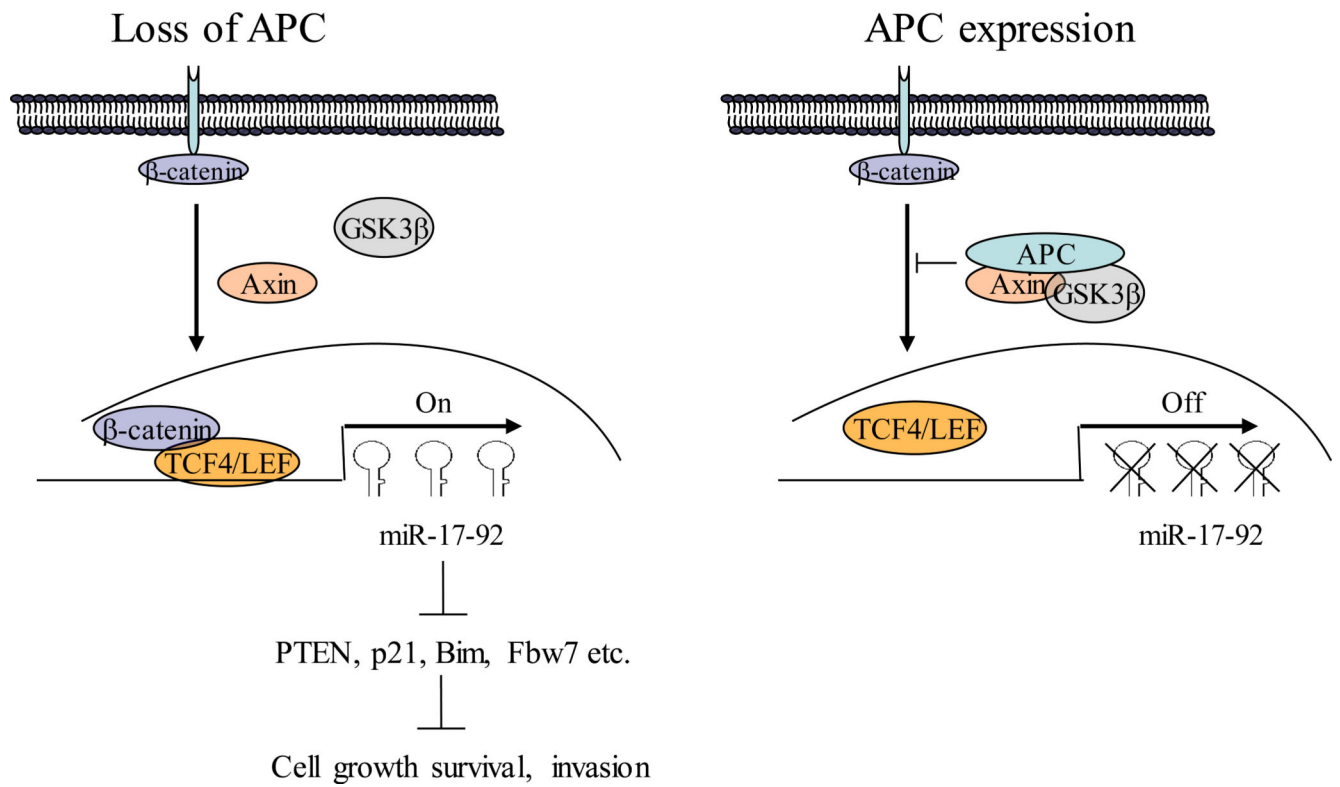 Loss of APC
β-catenin
GSK3β
Axin
On
β-catenin
TCF4/LEF
miR-17-92
PTEN, p21, Bim, Fbw7 etc.
Cell growth survival, invasion
APC expression
β-catenin
APC
Axin
GSK3β
Off
TCF4/LEF
miR-17-92